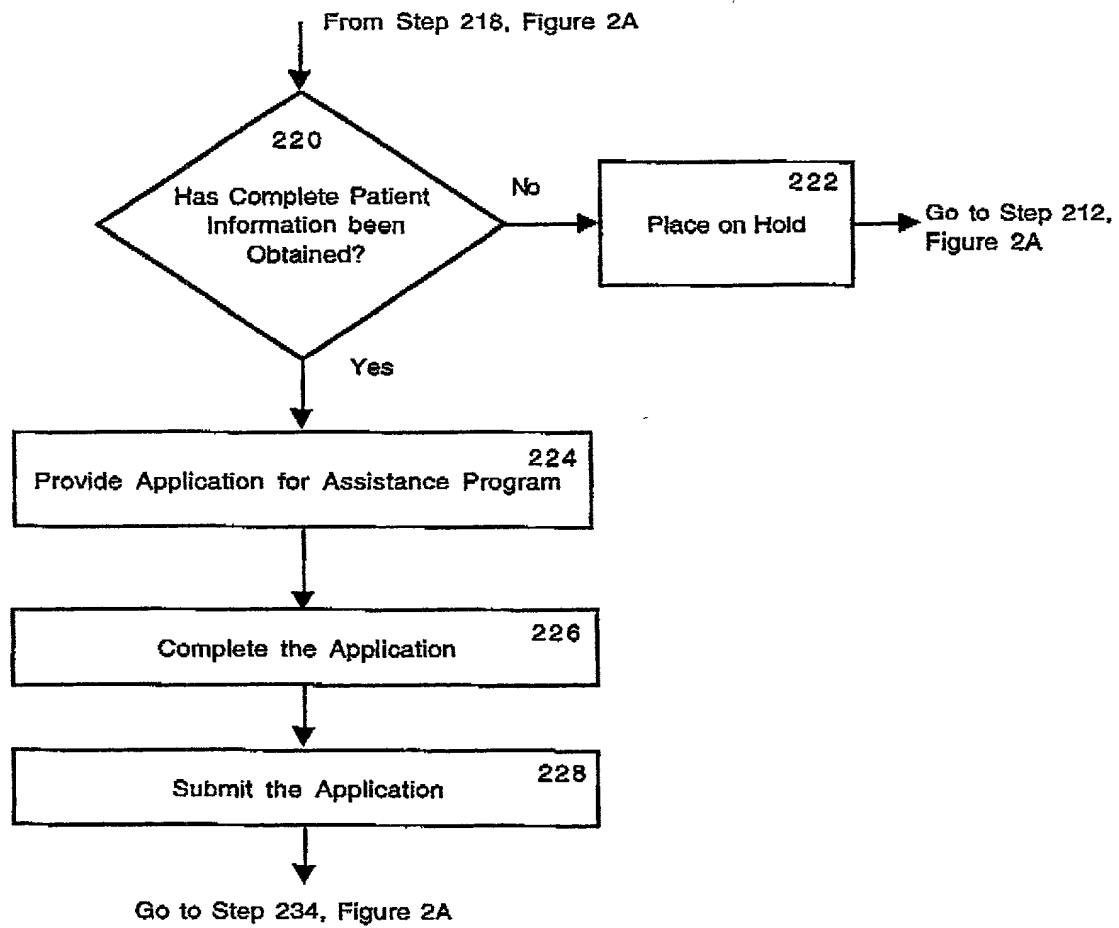 From Step 218, Figure 2A
220
Has Complete Patient
Information been
Obtained?
No
222
Place on Hold
Go to Step 212,
Figure 2A
Yes
224
Provide Application for Assistance Program
226
Complete the Application
228
Submit the Application
Go to Step 234, Figure 2A